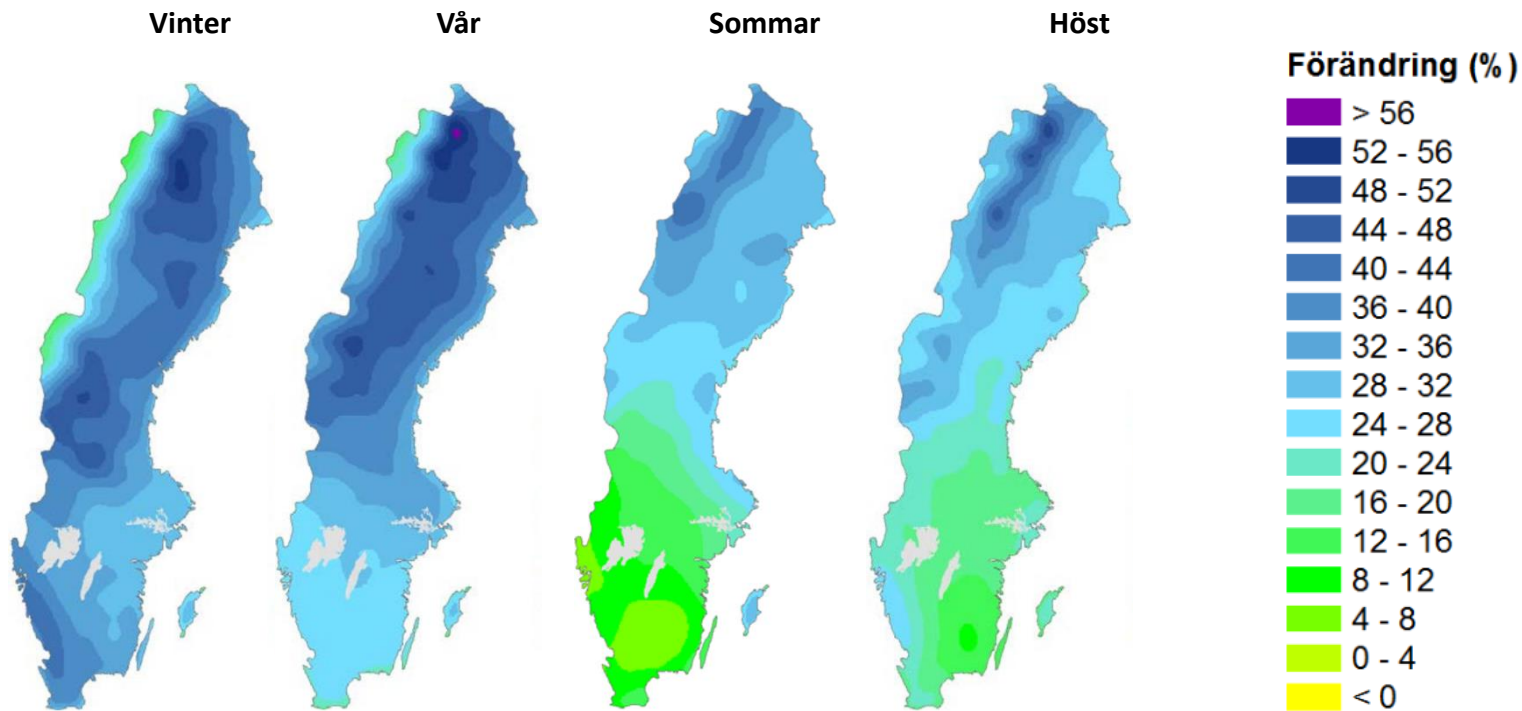 Vinter Vår Sommar Höst
Förändring (%)
> 56
52 - 56
48 - 52
44 - 48
40 - 44
36 - 40
32 - 36
28 - 32
24 - 28
20 - 24
16 - 20
12 - 16
8 - 12
4 - 8
0 - 4
< 0